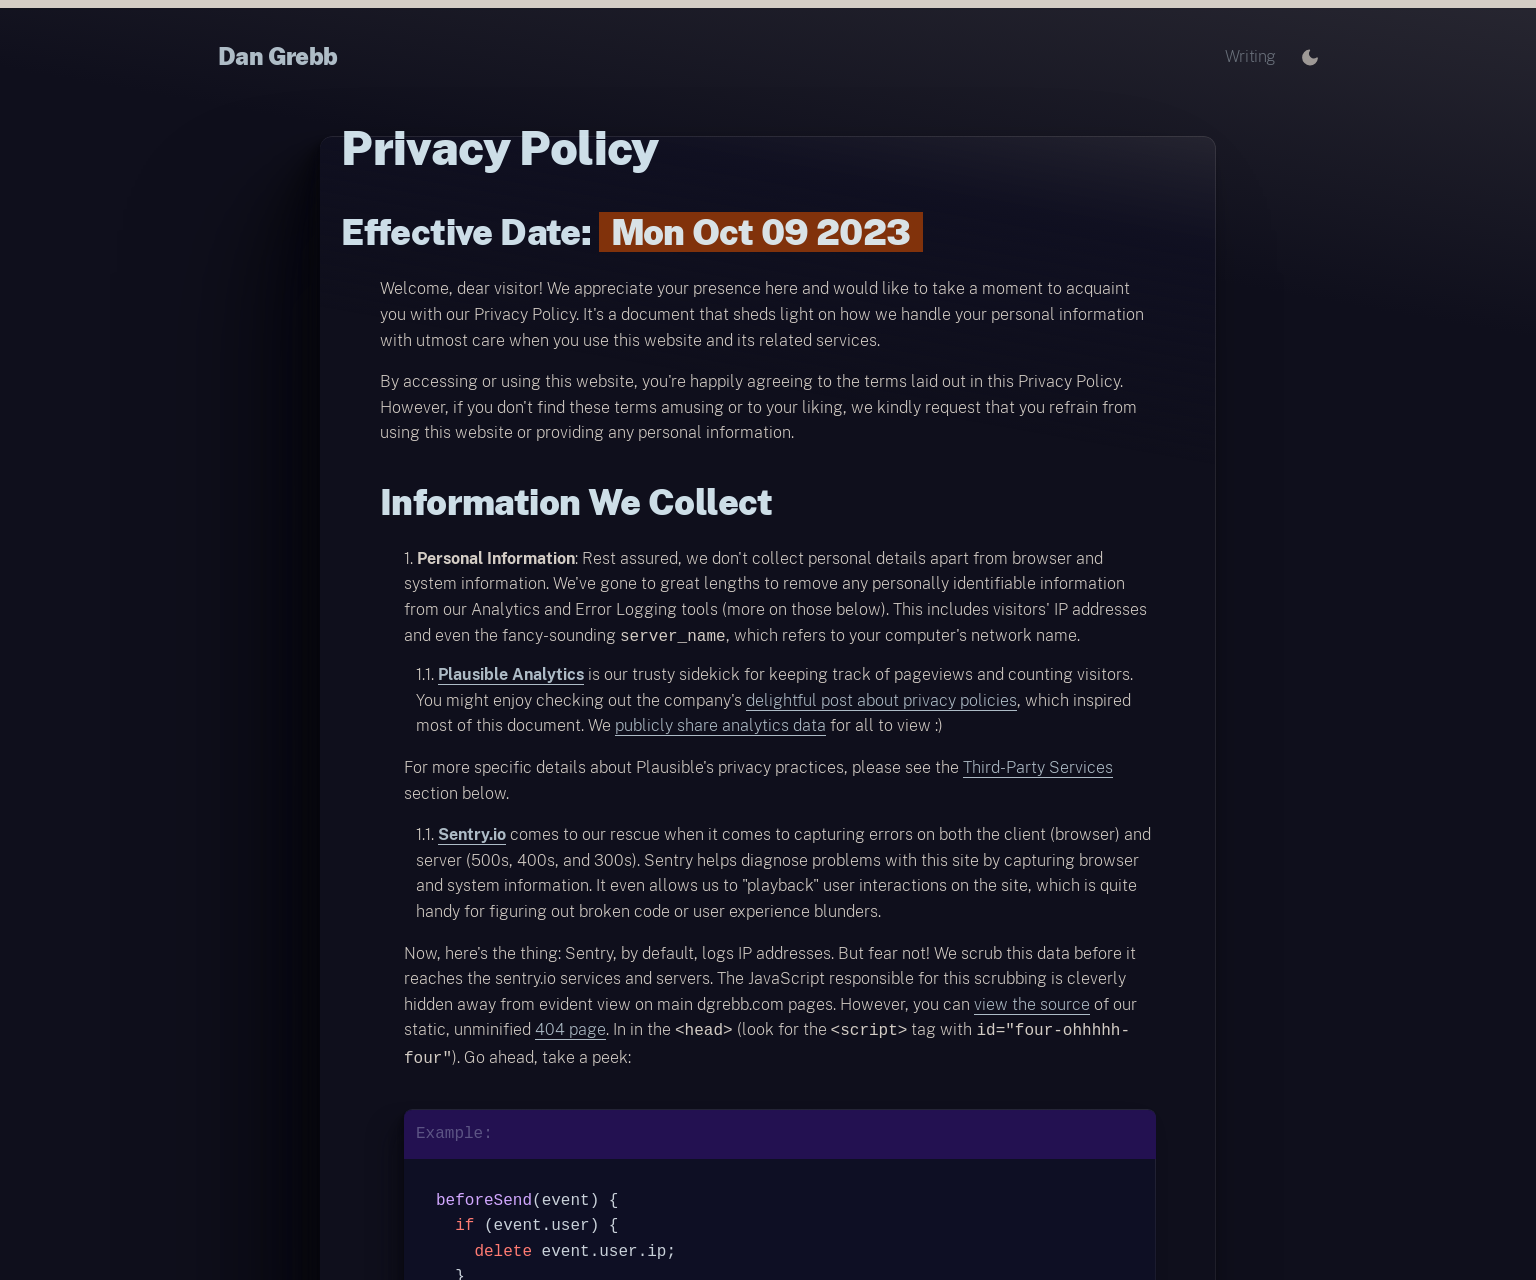 Dan Grebb
Writing
Privacy Policy
Effective Date: Mon Oct 09 2023
Welcome, dear visitor! We appreciate your presence here and would like to take a moment to acquaint
you with our Privacy Policy. It's a document that sheds light on how we handle your personal information
with utmost care when you use this website and its related services.
By accessing or using this website, you're happily agreeing to the terms laid out in this Privacy Policy.
However, if you don't find these terms amusing or to your liking, we kindly request that you refrain from
using this website or providing any personal information.
Information We Collect
1. Personal Information: Rest assured, we don't collect personal details apart from browser and
system information. We've gone to great lengths to remove any personally identifiable information
from our Analytics and Error Logging tools (more on those below). This includes visitors' IP addresses
and even the fancy-sounding server_name, which refers to your computer's network name.
1.1. Plausible Analytics is our trusty sidekick for keeping track of pageviews and counting visitors.
You might enjoy checking out the company's delightful post about privacy policies, which inspired
most of this document. We publicly share analytics data for all to view :)
For more specific details about Plausible's privacy practices, please see the Third-Party Services
section below.
1.1. Sentry.io comes to our rescue when it comes to capturing errors on both the client (browser) and
server (500s, 400s, and 300s). Sentry helps diagnose problems with this site by capturing browser
and system information. It even allows us to "playback" user interactions on the site, which is quite
handy for figuring out broken code or user experience blunders.
Now, here's the thing: Sentry, by default, logs IP addresses. But fear not! We scrub this data before it
reaches the sentry.io services and servers. The JavaScript responsible for this scrubbing is cleverly
hidden away from evident view on main dgrebb.com pages. However, you can view the source of our
static, unminified 404 page. In in the <head> (look for the <script> tag with id="four-ohhhhh-
four"). Go ahead, take a peek:
Example:
beforeSend(event) {
if (event.user) {
delete event.user.ip;
}